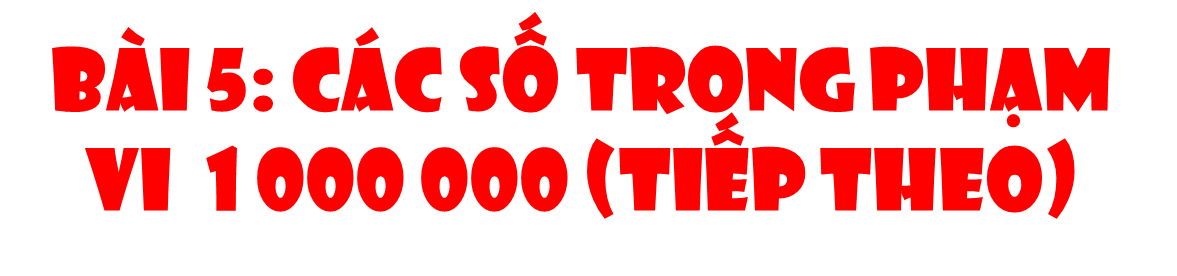 BÀI 5: CÁC SỐ TRONG PHẠM
VI 1 000 000 (TIẾP THEO)